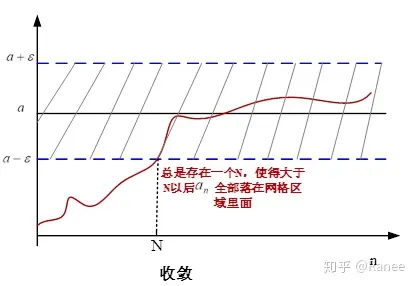 a + ε
a
a − ε
总是存在一个N，使得大于
N以后aₙ 全部落在网格区
域里面
N
n
收敛
知乎 @Ranee